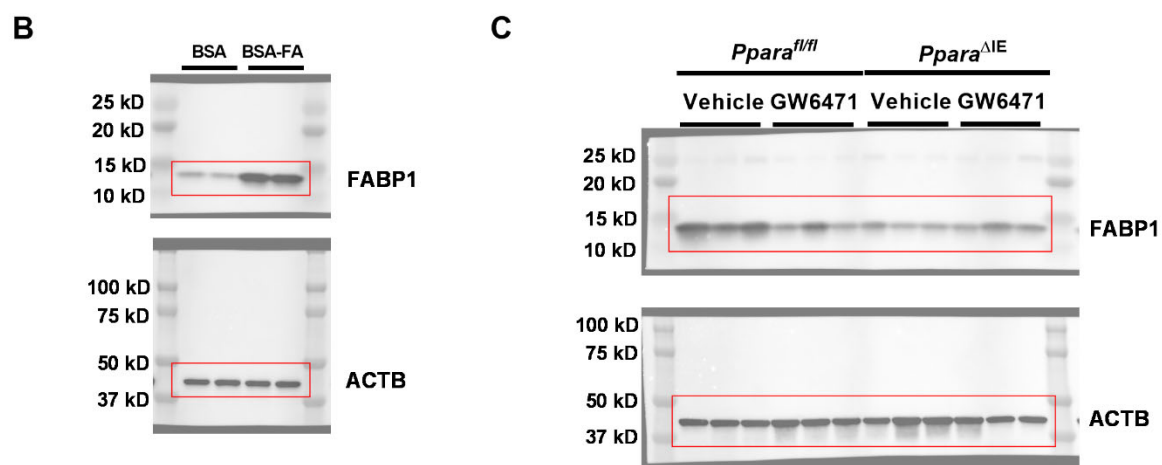 B
BSA BSA-FA
25 kD
20 kD
15 kD
10 kD
FABP1
100 kD
75 kD
50 kD
37 kD
ACTB
C
Ppara^fl/fl Ppara^ΔIE
Vehicle GW6471 Vehicle GW6471
25 kD
20 kD
15 kD
10 kD
FABP1
100 kD
75 kD
50 kD
37 kD
ACTB